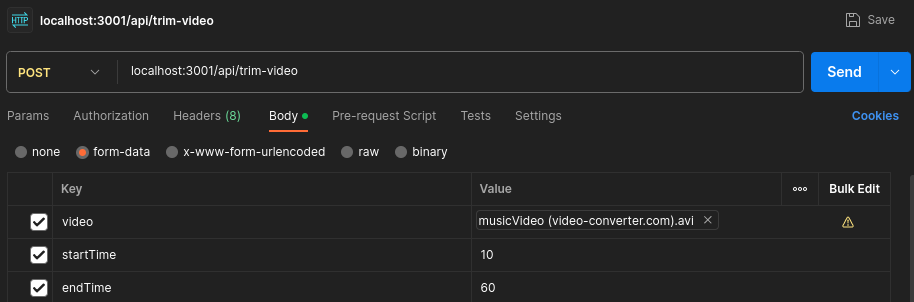 HTTP localhost:3001/api/trim-video Save
POST localhost:3001/api/trim-video Send
Params Authorization Headers (8) Body Pre-request Script Tests Settings Cookies
none form-data x-www-form-urlencoded raw binary
Key Value Bulk Edit
video musicVideo (video-converter.com).avi
startTime 10
endTime 60